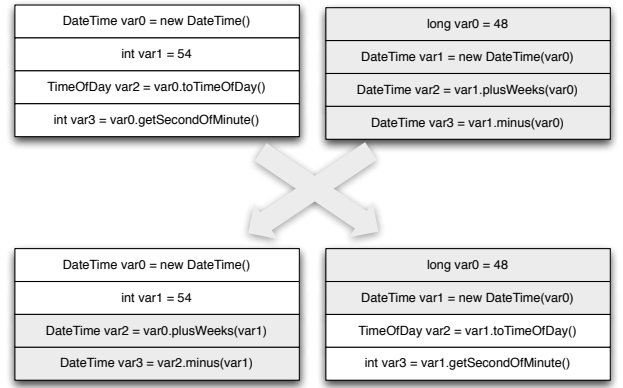 DateTime var0 = new DateTime()
int var1 = 54
TimeOfDay var2 = var0.toTimeOfDay()
int var3 = var0.getSecondOfMinute()
long var0 = 48
DateTime var1 = new DateTime(var0)
DateTime var2 = var1.plusWeeks(var0)
DateTime var3 = var1.minus(var0)
DateTime var0 = new DateTime()
int var1 = 54
DateTime var2 = var0.plusWeeks(var1)
DateTime var3 = var2.minus(var1)
long var0 = 48
DateTime var1 = new DateTime(var0)
TimeOfDay var2 = var1.toTimeOfDay()
int var3 = var1.getSecondOfMinute()